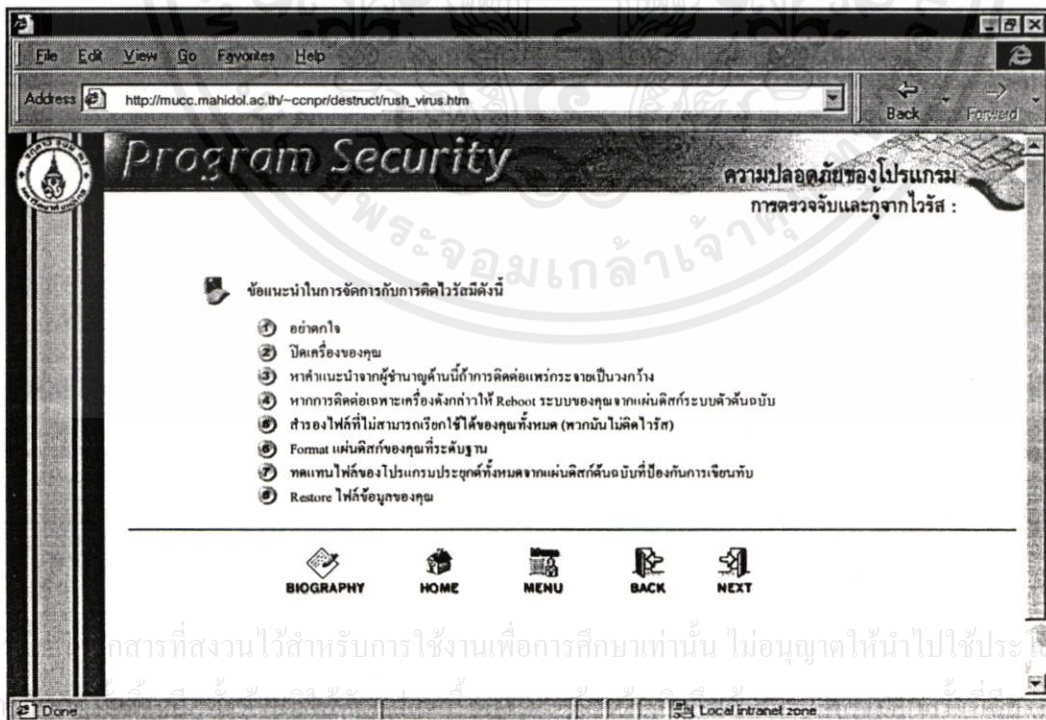 File Edit View Go Favorites Help
Address http://mucc.mahidol.ac.th/~ccnpr/destruct/rush_virus.htm Back Forward
Program Security
ความปลอดภัยของโปรแกรม
การตรวจจับและกู้จากไวรัส :
พระจอมเกล้าเจ้าคุ
ข้อแนะนำในการจัดการกับการติดไวรัสมีดังนี้
1 อย่าตกใจ
2 ปิดเครื่องของคุณ
3 หาคำแนะนำจากผู้ชำนาญด้านนี้ถ้าการติดต่อแพร่กระจายเป็นวงกว้าง
4 หากการติดต่อเฉพาะเครื่องดังกล่าวให้ Reboot ระบบของคุณจากแผ่นดิสก์ระบบตัวต้นฉบับ
5 สำรองไฟล์ที่ไม่สามารถเรียกใช้ได้ของคุณทั้งหมด (พวกมันไม่ติดไวรัส)
6 Format แผ่นดิสก์ของคุณที่ระดับฐาน
7 ทดแทนไฟล์ของโปรแกรมประยุกต์ทั้งหมดจากแผ่นดิสก์ต้นฉบับที่ป้องกันการเขียนทับ
8 Restore ไฟล์ข้อมูลของคุณ
BIOGRAPHY HOME MENU BACK NEXT
กสารที่สงวนไว้สำหรับการใช้งานเพื่อการศึกษาเท่านั้น ไม่อนุญาตให้นำไปใช้ประโย
Done Local intranet zone